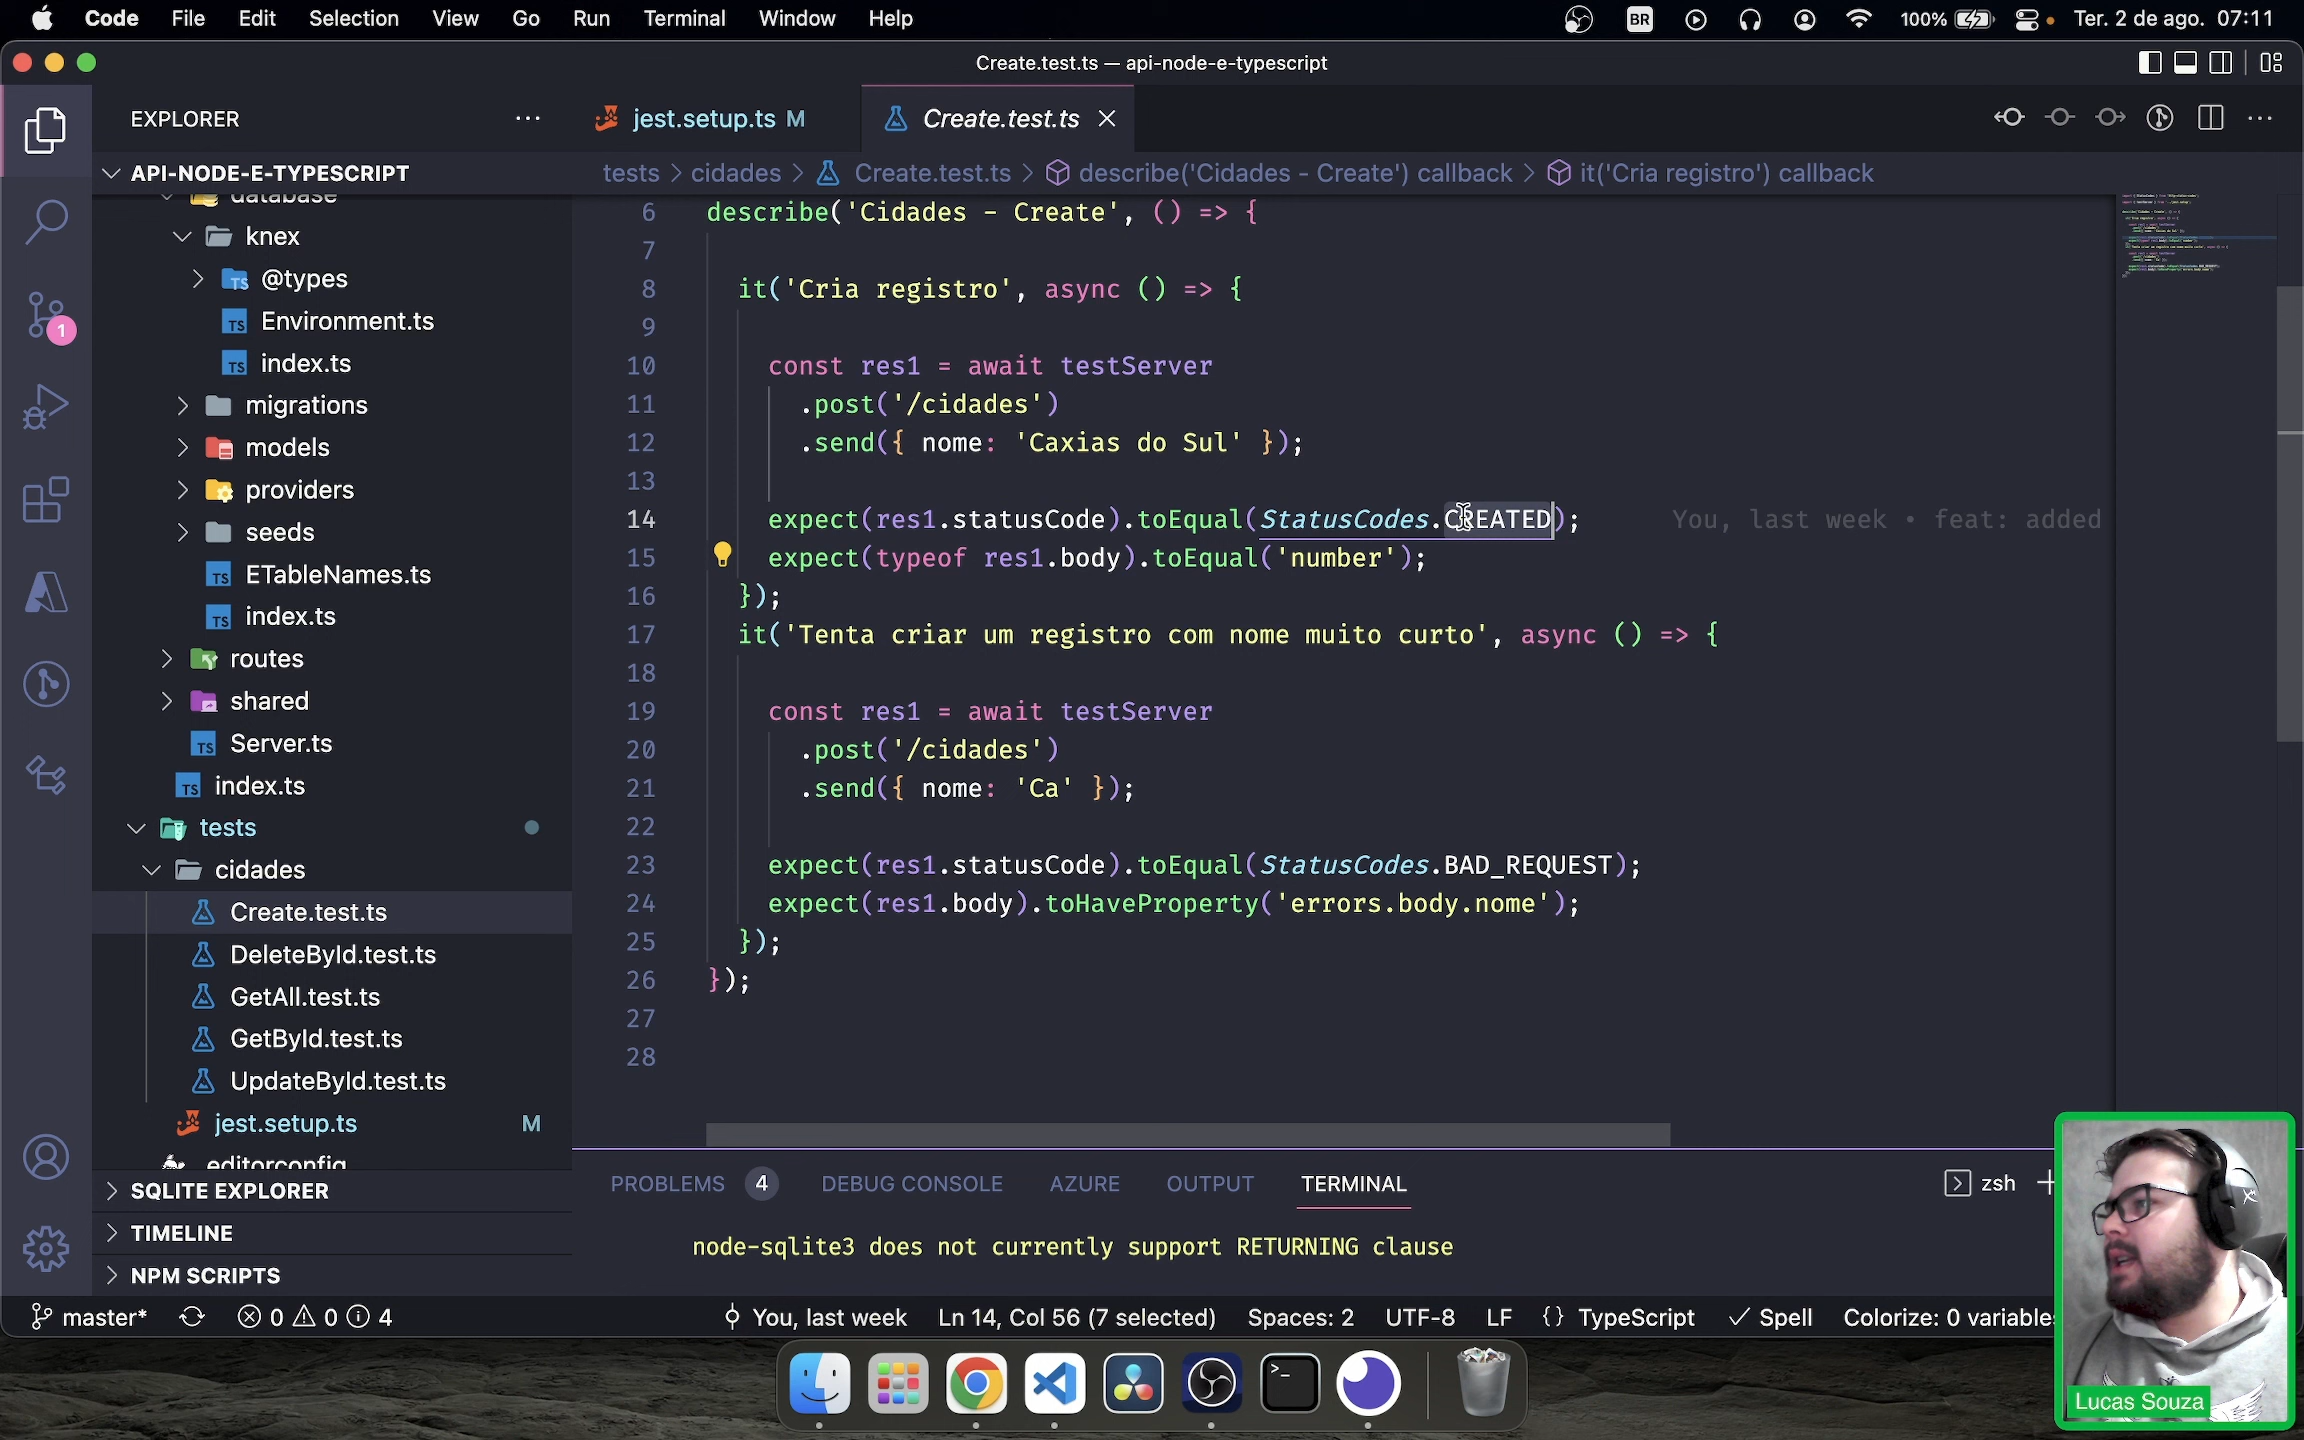 Code File Edit Selection View Go Run Terminal Window Help BR 100% Ter. 2 de ago. 07:11
Create.test.ts — api-node-e-typescript
EXPLORER
jest.setup.ts M
Create.test.ts
API-NODE-E-TYPESCRIPT
tests > cidades > Create.test.ts > describe('Cidades - Create') callback > it('Cria registro') callback
database
knex
@types
Environment.ts
index.ts
migrations
models
providers
seeds
ETableNames.ts
index.ts
routes
shared
Server.ts
index.ts
tests
cidades
Create.test.ts
DeleteById.test.ts
GetAll.test.ts
GetById.test.ts
UpdateById.test.ts
jest.setup.ts M
.editorconfig
SQLITE EXPLORER
TIMELINE
NPM SCRIPTS
1
6 describe('Cidades - Create', () => {
7
8 it('Cria registro', async () => {
9
10 const res1 = await testServer
11 .post('/cidades')
12 .send({ nome: 'Caxias do Sul' });
13
14 expect(res1.statusCode).toEqual(StatusCodes.CREATED); You, last week • feat: added
15 expect(typeof res1.body).toEqual('number');
16 });
17 it('Tenta criar um registro com nome muito curto', async () => {
18
19 const res1 = await testServer
20 .post('/cidades')
21 .send({ nome: 'Ca' });
22
23 expect(res1.statusCode).toEqual(StatusCodes.BAD_REQUEST);
24 expect(res1.body).toHaveProperty('errors.body.nome');
25 });
26 });
27
28
PROBLEMS 4 DEBUG CONSOLE AZURE OUTPUT TERMINAL zsh
node-sqlite3 does not currently support RETURNING clause
master* 0 0 4 You, last week Ln 14, Col 56 (7 selected) Spaces: 2 UTF-8 LF {} TypeScript Spell Colorize: 0 variables
Lucas Souza